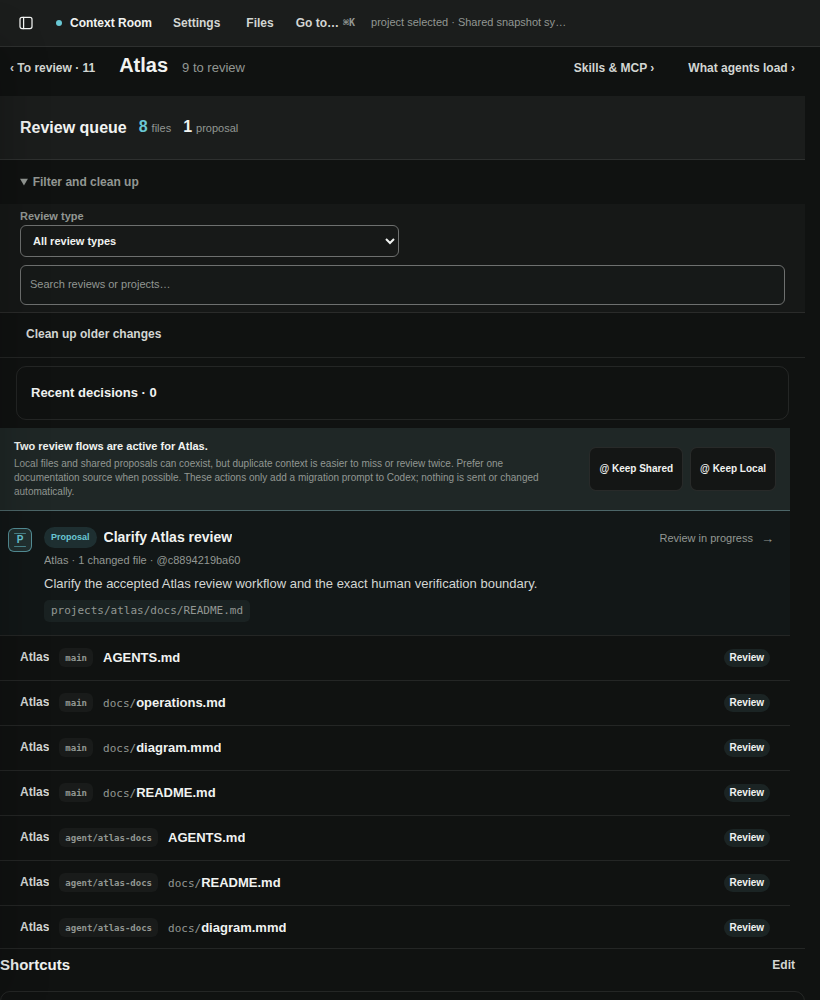 Context Room Settings Files Go to… ⌘K project selected · Shared snapshot sy…
‹ To review · 11 Atlas 9 to review Skills & MCP › What agents load ›
Review queue 8 files 1 proposal
▼ Filter and clean up
Review type
All review types
Search reviews or projects…
Clean up older changes
Recent decisions · 0
Two review flows are active for Atlas.
Local files and shared proposals can coexist, but duplicate context is easier to miss or review twice. Prefer one
documentation source when possible. These actions only add a migration prompt to Codex; nothing is sent or changed
automatically.
@ Keep Shared @ Keep Local
P Proposal Clarify Atlas review Review in progress →
Atlas · 1 changed file · @c8894219ba60
Clarify the accepted Atlas review workflow and the exact human verification boundary.
projects/atlas/docs/README.md
Atlas main AGENTS.md Review
Atlas main docs/operations.md Review
Atlas main docs/diagram.mmd Review
Atlas main docs/README.md Review
Atlas agent/atlas-docs AGENTS.md Review
Atlas agent/atlas-docs docs/README.md Review
Atlas agent/atlas-docs docs/diagram.mmd Review
Shortcuts Edit